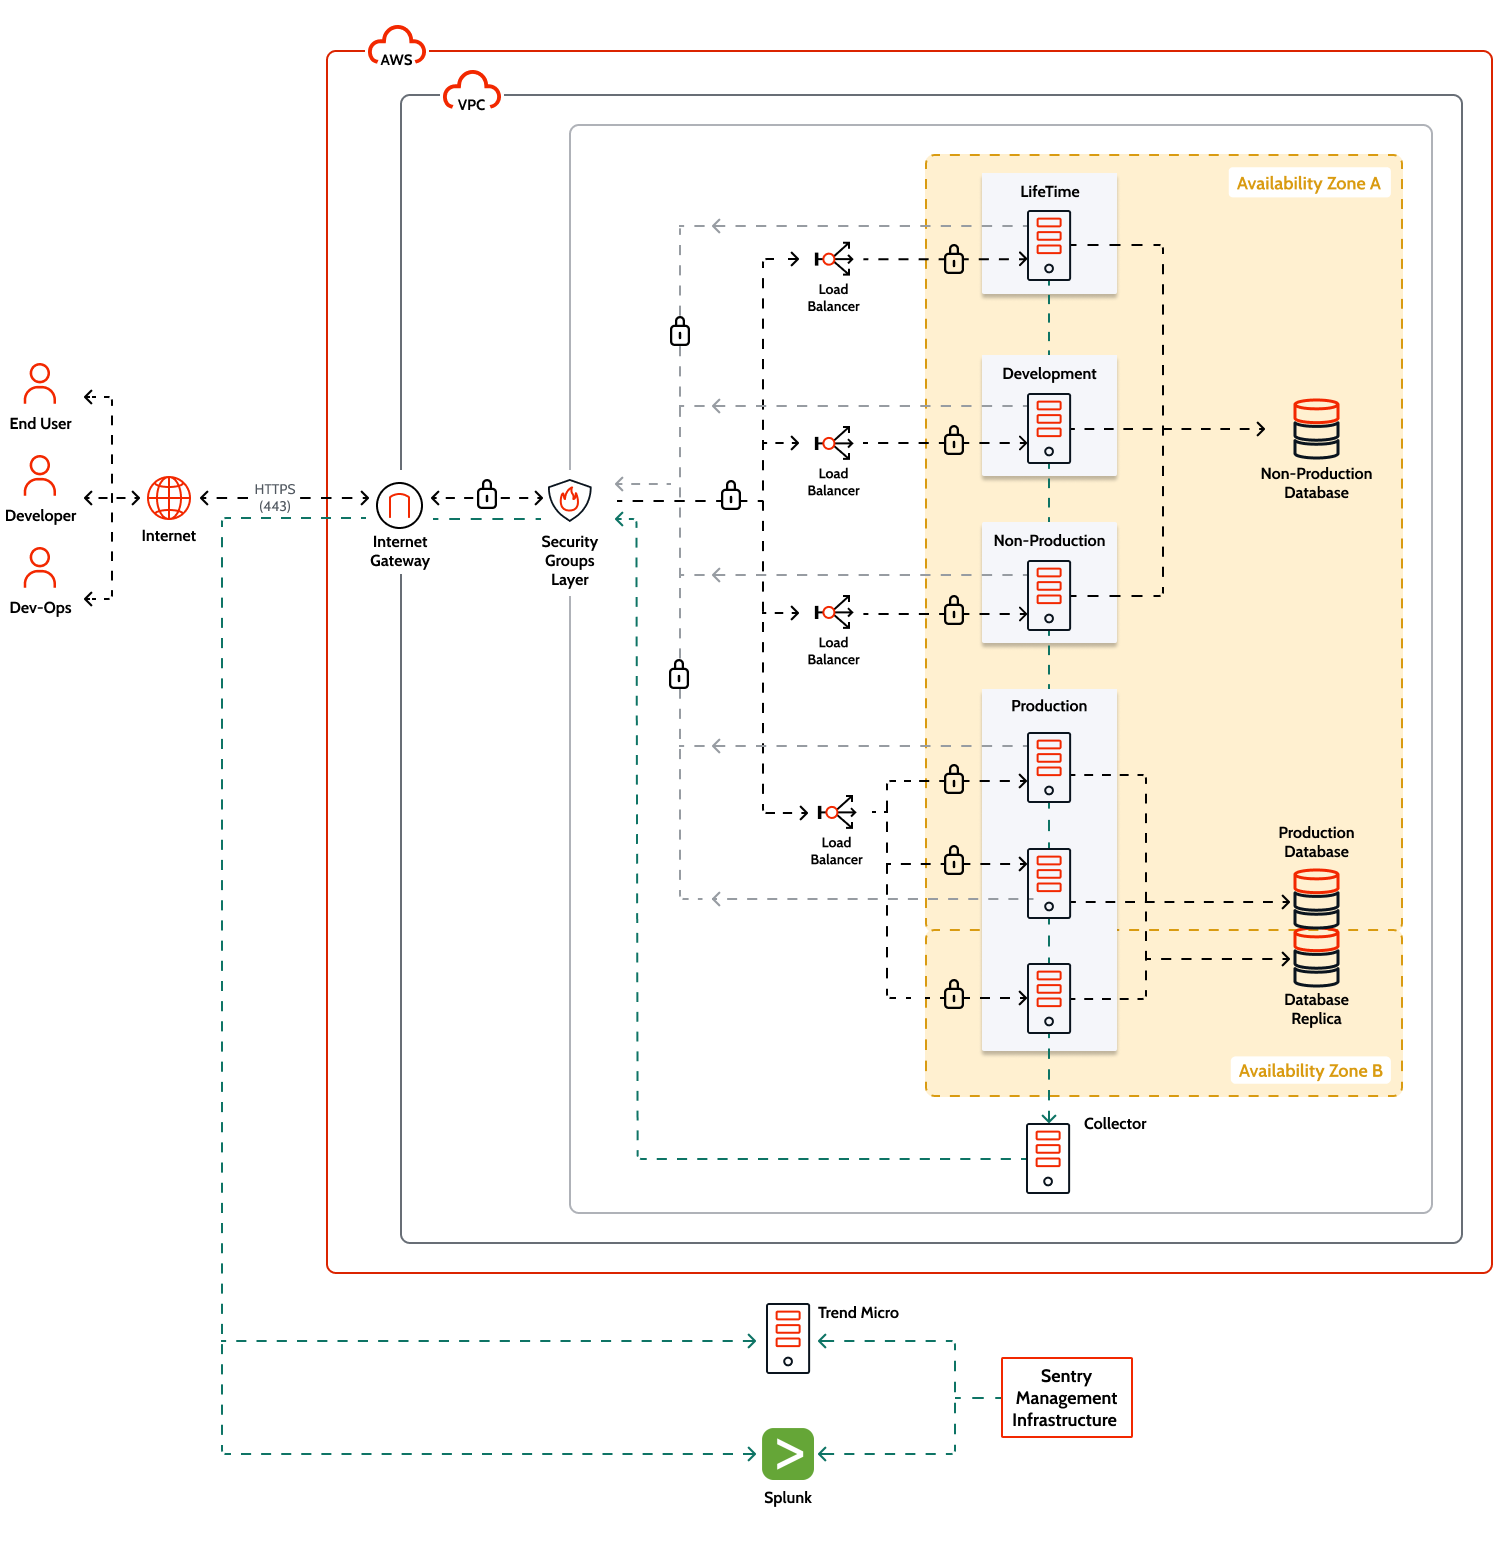 AWS
VPC
Availability Zone A
LifeTime
Load
Balancer
Development
End User
Load
Balancer
Non-Production
Database
HTTPS
(443)
Developer
Internet
Internet
Gateway
Security
Groups
Layer
Non-Production
Dev-Ops
Load
Balancer
Production
Load
Balancer
Production
Database
Database
Replica
Availability Zone B
Collector
Trend Micro
Sentry
Management
Infrastructure
Splunk